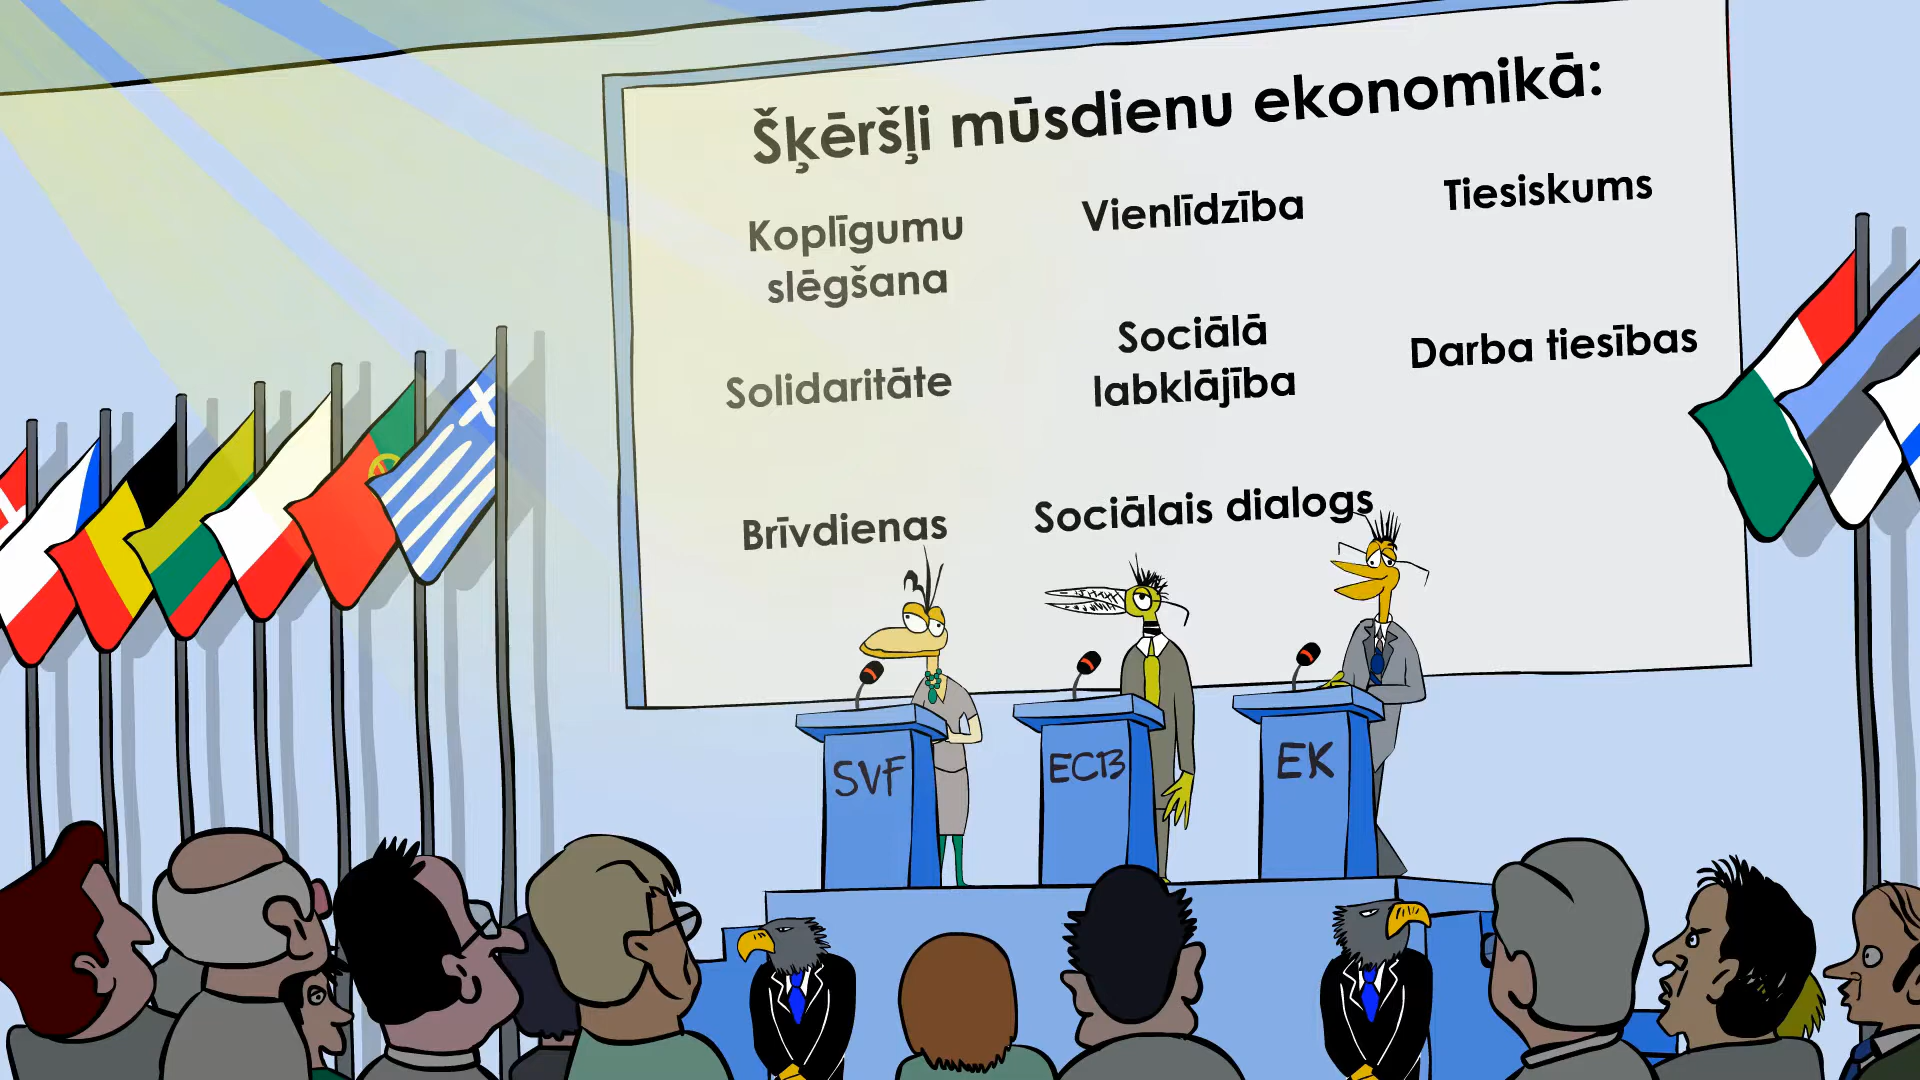 Šķēršļi mūsdienu ekonomikā:
Koplīgumu
slēgšana
Vienlīdzība
Tiesiskums
Solidaritāte
Sociālā
labklājība
Darba tiesības
Brīvdienas
Sociālais dialogs
SVF
ECB
EK